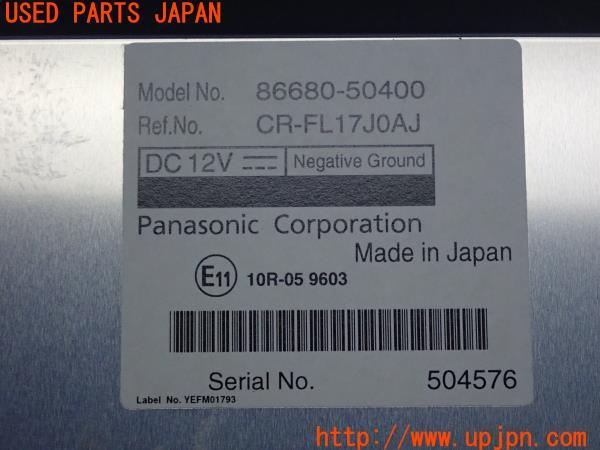 USED PARTS JAPAN
Model No. 86680-50400
Ref.No. CR-FL17J0AJ
DC 12V Negative Ground
Panasonic Corporation
Made in Japan
E11 10R-05 9603
Serial No. 504576
Label No. YEFM01793
http://www.upjpn.com